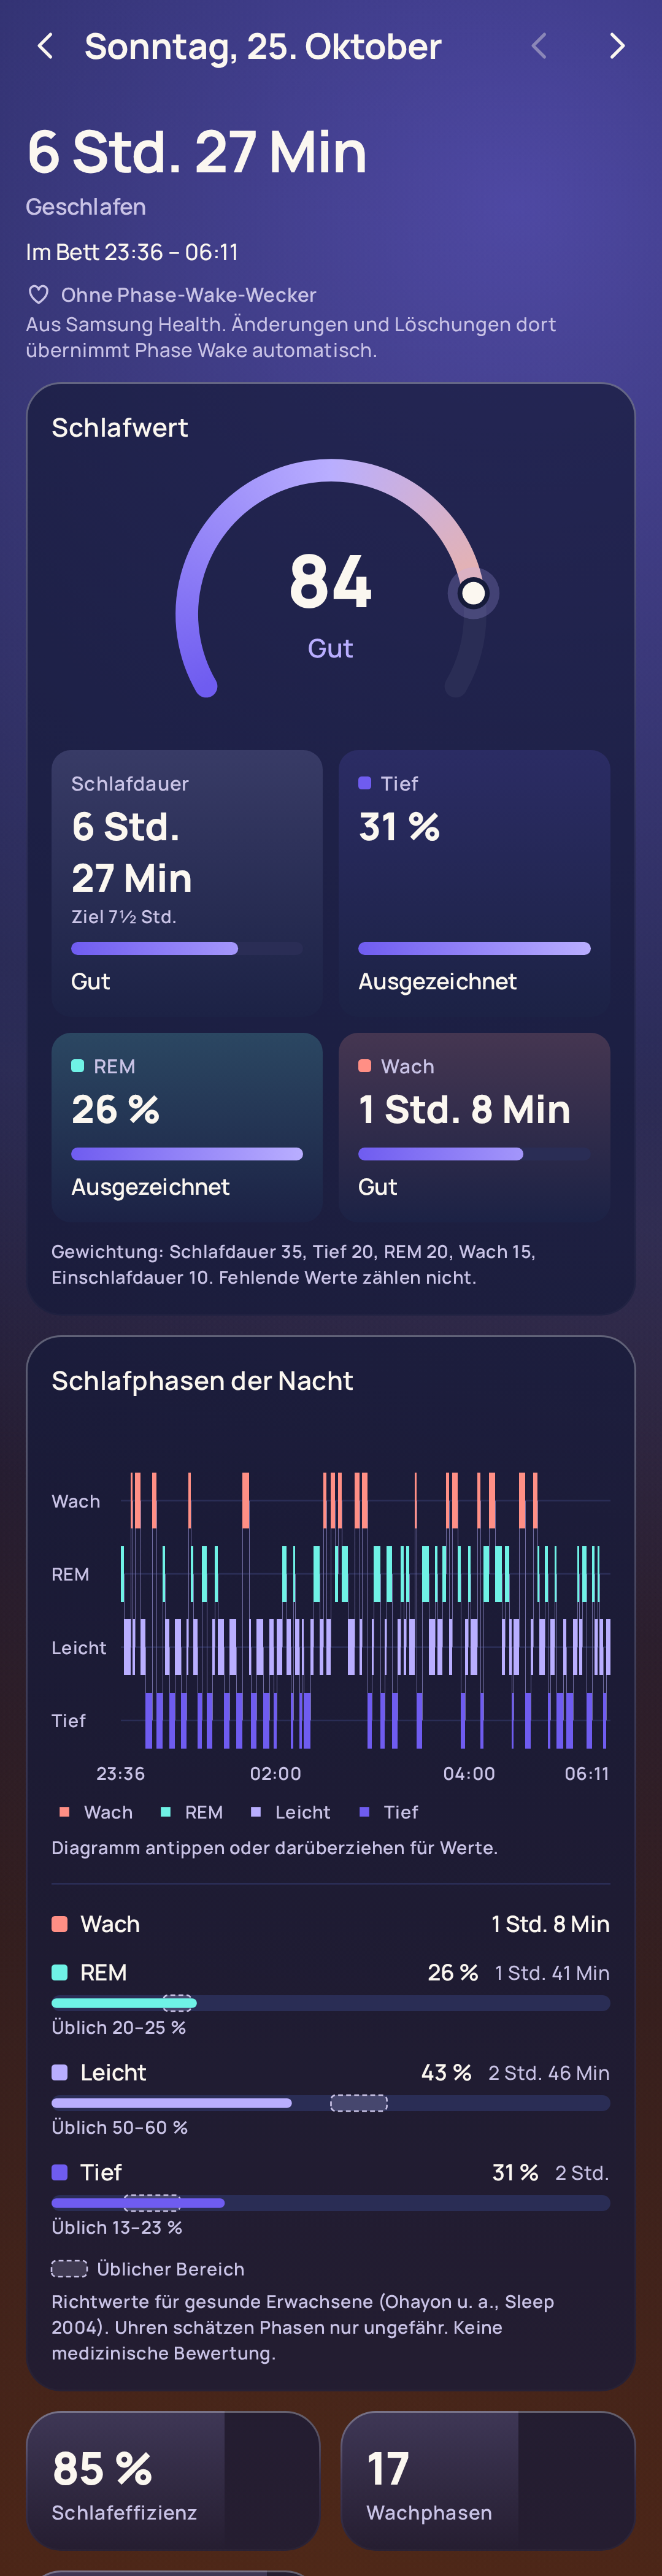 Sonntag, 25. Oktober
6 Std. 27 Min
Geschlafen
Im Bett 23:36 – 06:11
Ohne Phase-Wake-Wecker
Aus Samsung Health. Änderungen und Löschungen dort
übernimmt Phase Wake automatisch.
Schlafwert
84
Gut
Schlafdauer
6 Std.
27 Min
Ziel 7½ Std.
Gut
Tief
31 %
Ausgezeichnet
REM
26 %
Ausgezeichnet
Wach
1 Std. 8 Min
Gut
Gewichtung: Schlafdauer 35, Tief 20, REM 20, Wach 15,
Einschlafdauer 10. Fehlende Werte zählen nicht.
Schlafphasen der Nacht
Wach
REM
Leicht
Tief
23:36 02:00 04:00 06:11
Wach REM Leicht Tief
Diagramm antippen oder darüberziehen für Werte.
Wach 1 Std. 8 Min
REM 26 % 1 Std. 41 Min
Üblich 20–25 %
Leicht 43 % 2 Std. 46 Min
Üblich 50–60 %
Tief 31 % 2 Std.
Üblich 13–23 %
Üblicher Bereich
Richtwerte für gesunde Erwachsene (Ohayon u. a., Sleep
2004). Uhren schätzen Phasen nur ungefähr. Keine
medizinische Bewertung.
85 %
Schlafeffizienz
17
Wachphasen